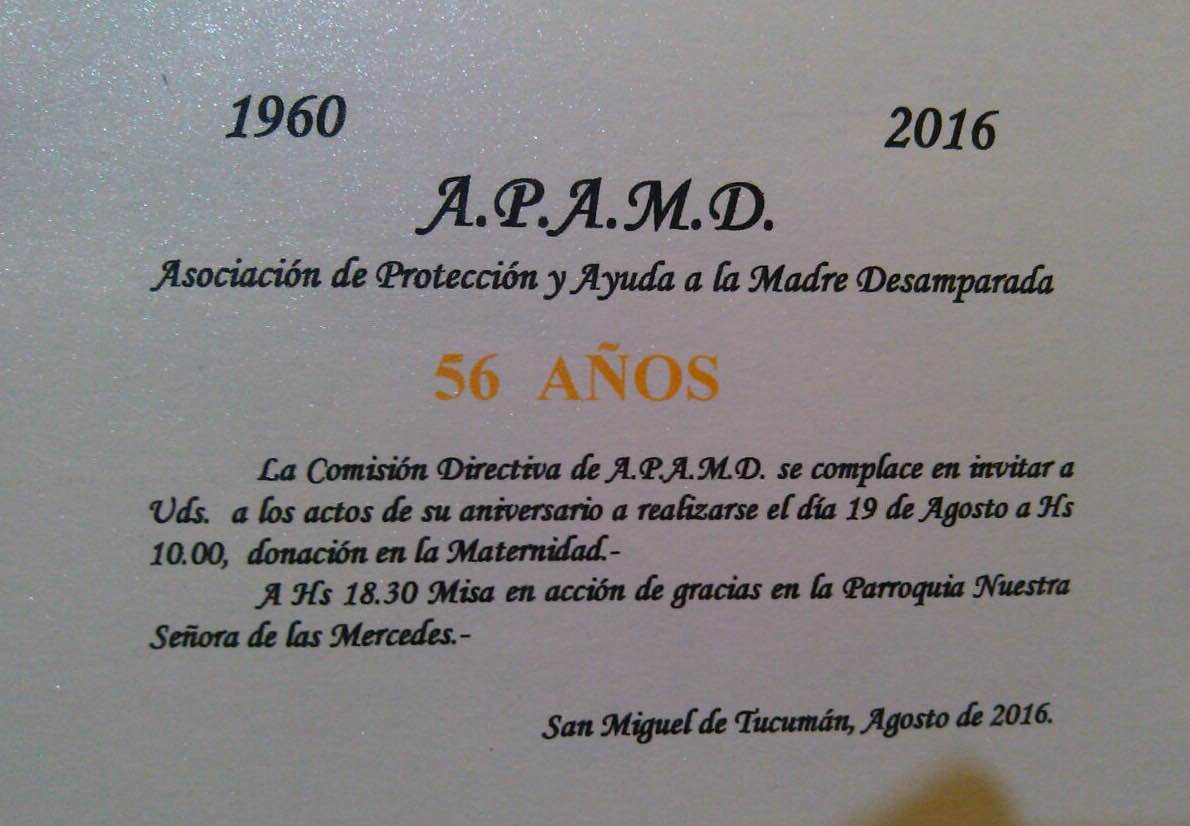 1960 2016
A.P.A.M.D.
Asociación de Protección y Ayuda a la Madre Desamparada
56 AÑOS
La Comisión Directiva de A.P.A.M.D. se complace en invitar a
Uds. a los actos de su aniversario a realizarse el día 19 de Agosto a Hs
10.00, donación en la Maternidad.-
A Hs 18.30 Misa en acción de gracias en la Parroquia Nuestra
Señora de las Mercedes.-
San Miguel de Tucumán, Agosto de 2016.